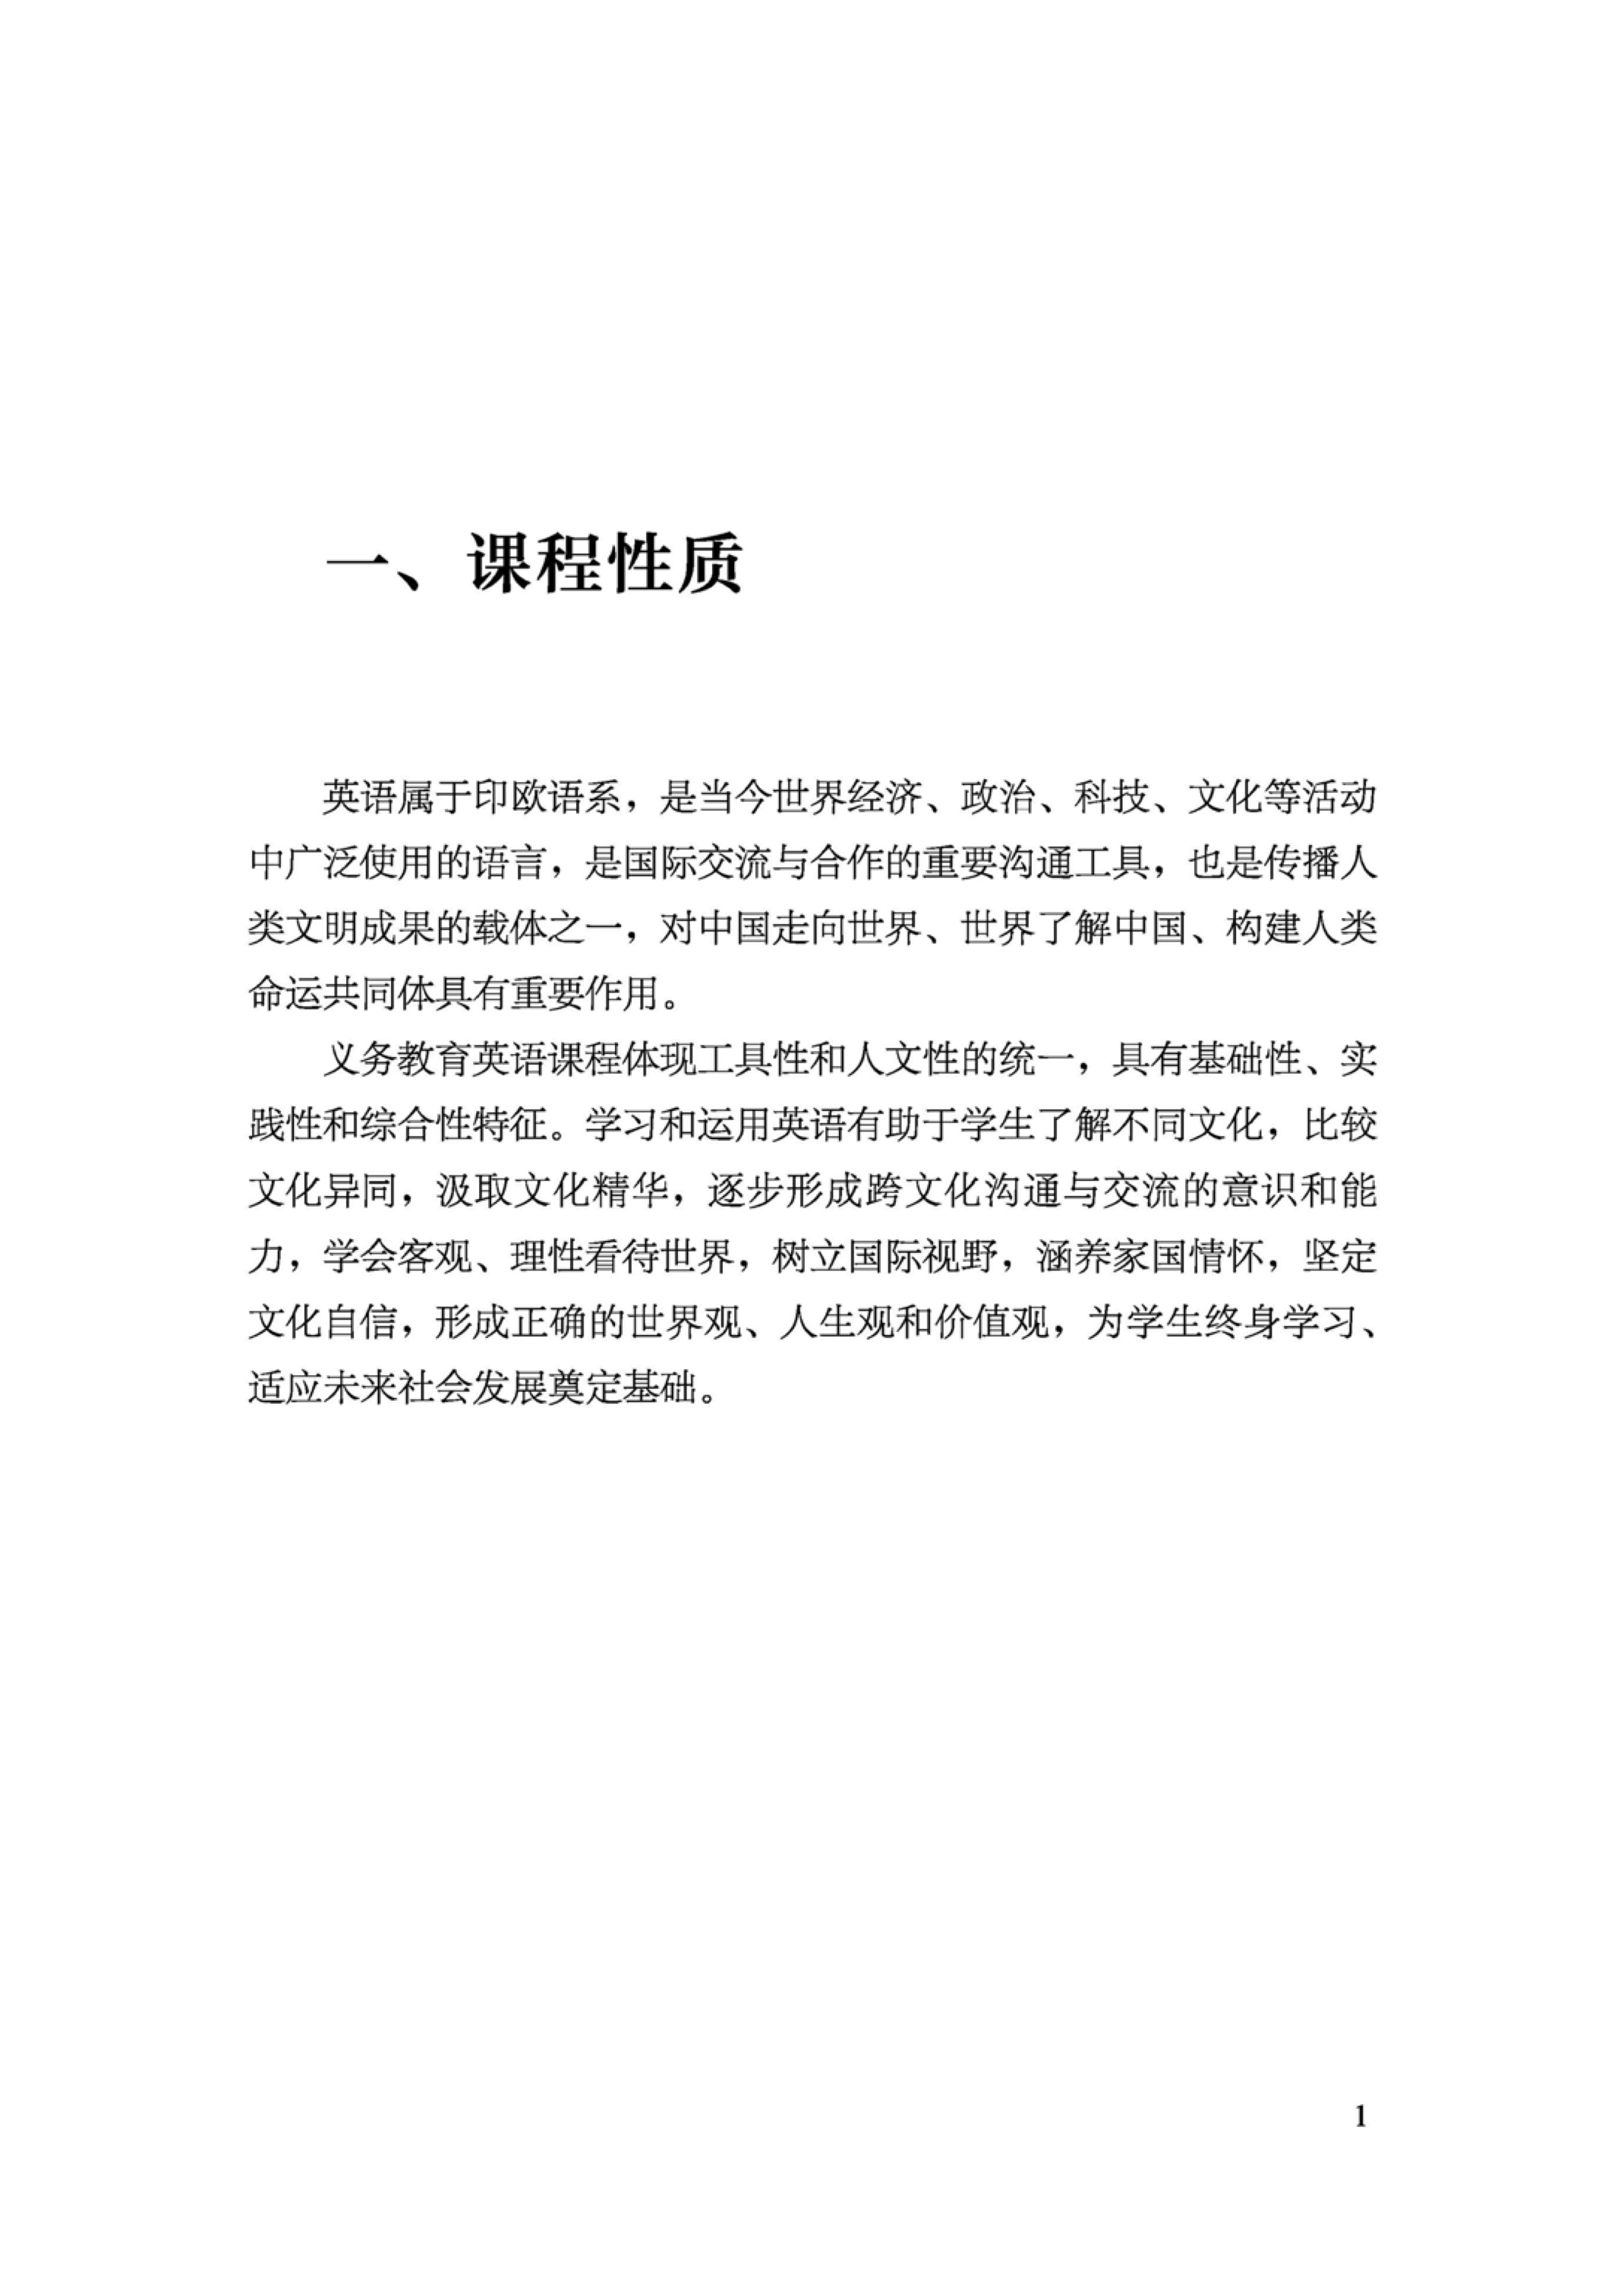 一、课程性质
英语属于印欧语系，是当今世界经济、政治、科技、文化等活动
中广泛使用的语言，是国际交流与合作的重要沟通工具，也是传播人
类文明成果的载体之一，对中国走向世界、世界了解中国、构建人类
命运共同体具有重要作用。
义务教育英语课程体现工具性和人文性的统一，具有基础性、实
践性和综合性特征。学习和运用英语有助于学生了解不同文化，比较
文化异同，汲取文化精华，逐步形成跨文化沟通与交流的意识和能
力，学会客观、理性看待世界，树立国际视野，涵养家国情怀，坚定
文化自信，形成正确的世界观、人生观和价值观，为学生终身学习、
适应未来社会发展奠定基础。
1